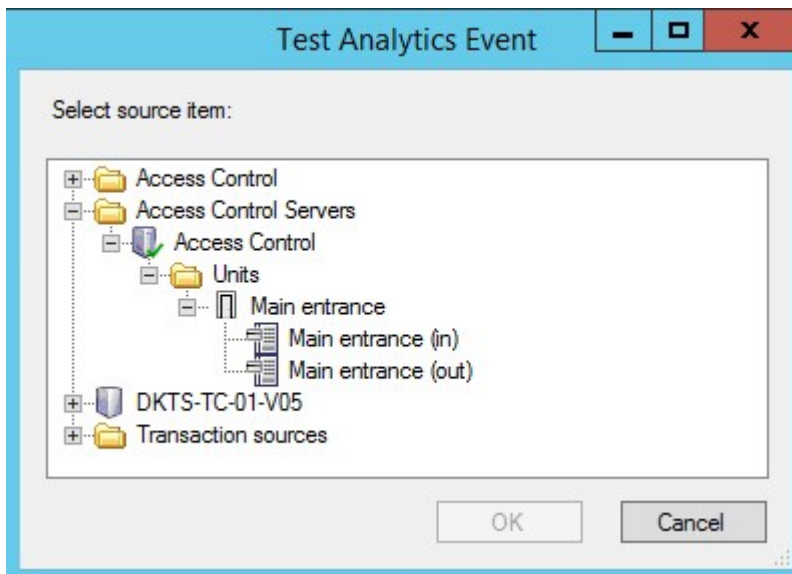 Test Analytics Event
Select source item:
Access Control
Access Control Servers
Access Control
Units
Main entrance
Main entrance (in)
Main entrance (out)
DKTS-TC-01-V05
Transaction sources
OK
Cancel